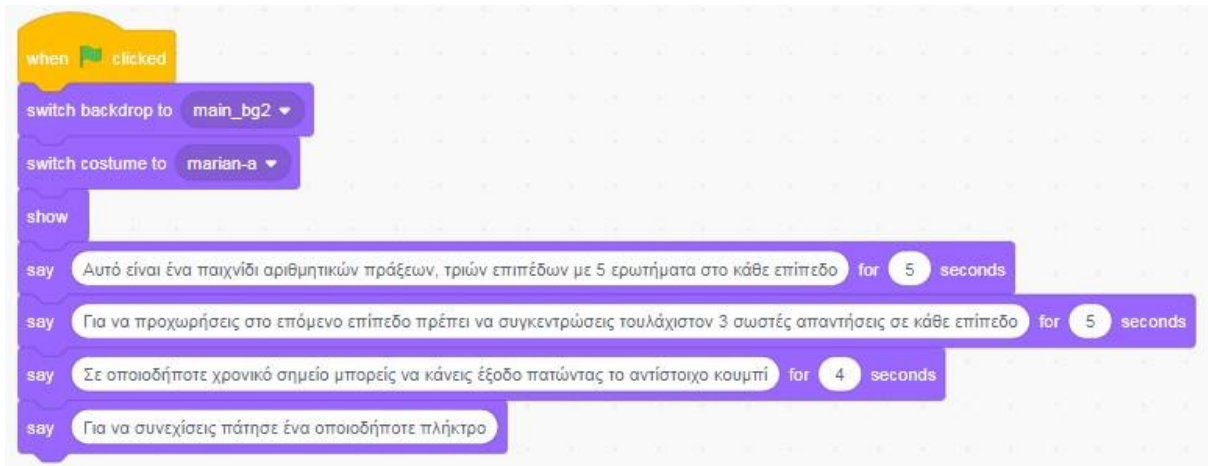 when clicked
switch backdrop to main_bg2
switch costume to marian-a
show
say Αυτό είναι ένα παιχνίδι αριθμητικών πράξεων, τριών επιπέδων με 5 ερωτήματα στο κάθε επίπεδο for 5 seconds
say Για να προχωρήσεις στο επόμενο επίπεδο πρέπει να συγκεντρώσεις τουλάχιστον 3 σωστές απαντήσεις σε κάθε επίπεδο for 5 seconds
say Σε οποιοδήποτε χρονικό σημείο μπορείς να κάνεις έξοδο πατώντας το αντίστοιχο κουμπί for 4 seconds
say Για να συνεχίσεις πάτησε ένα οποιοδήποτε πλήκτρο